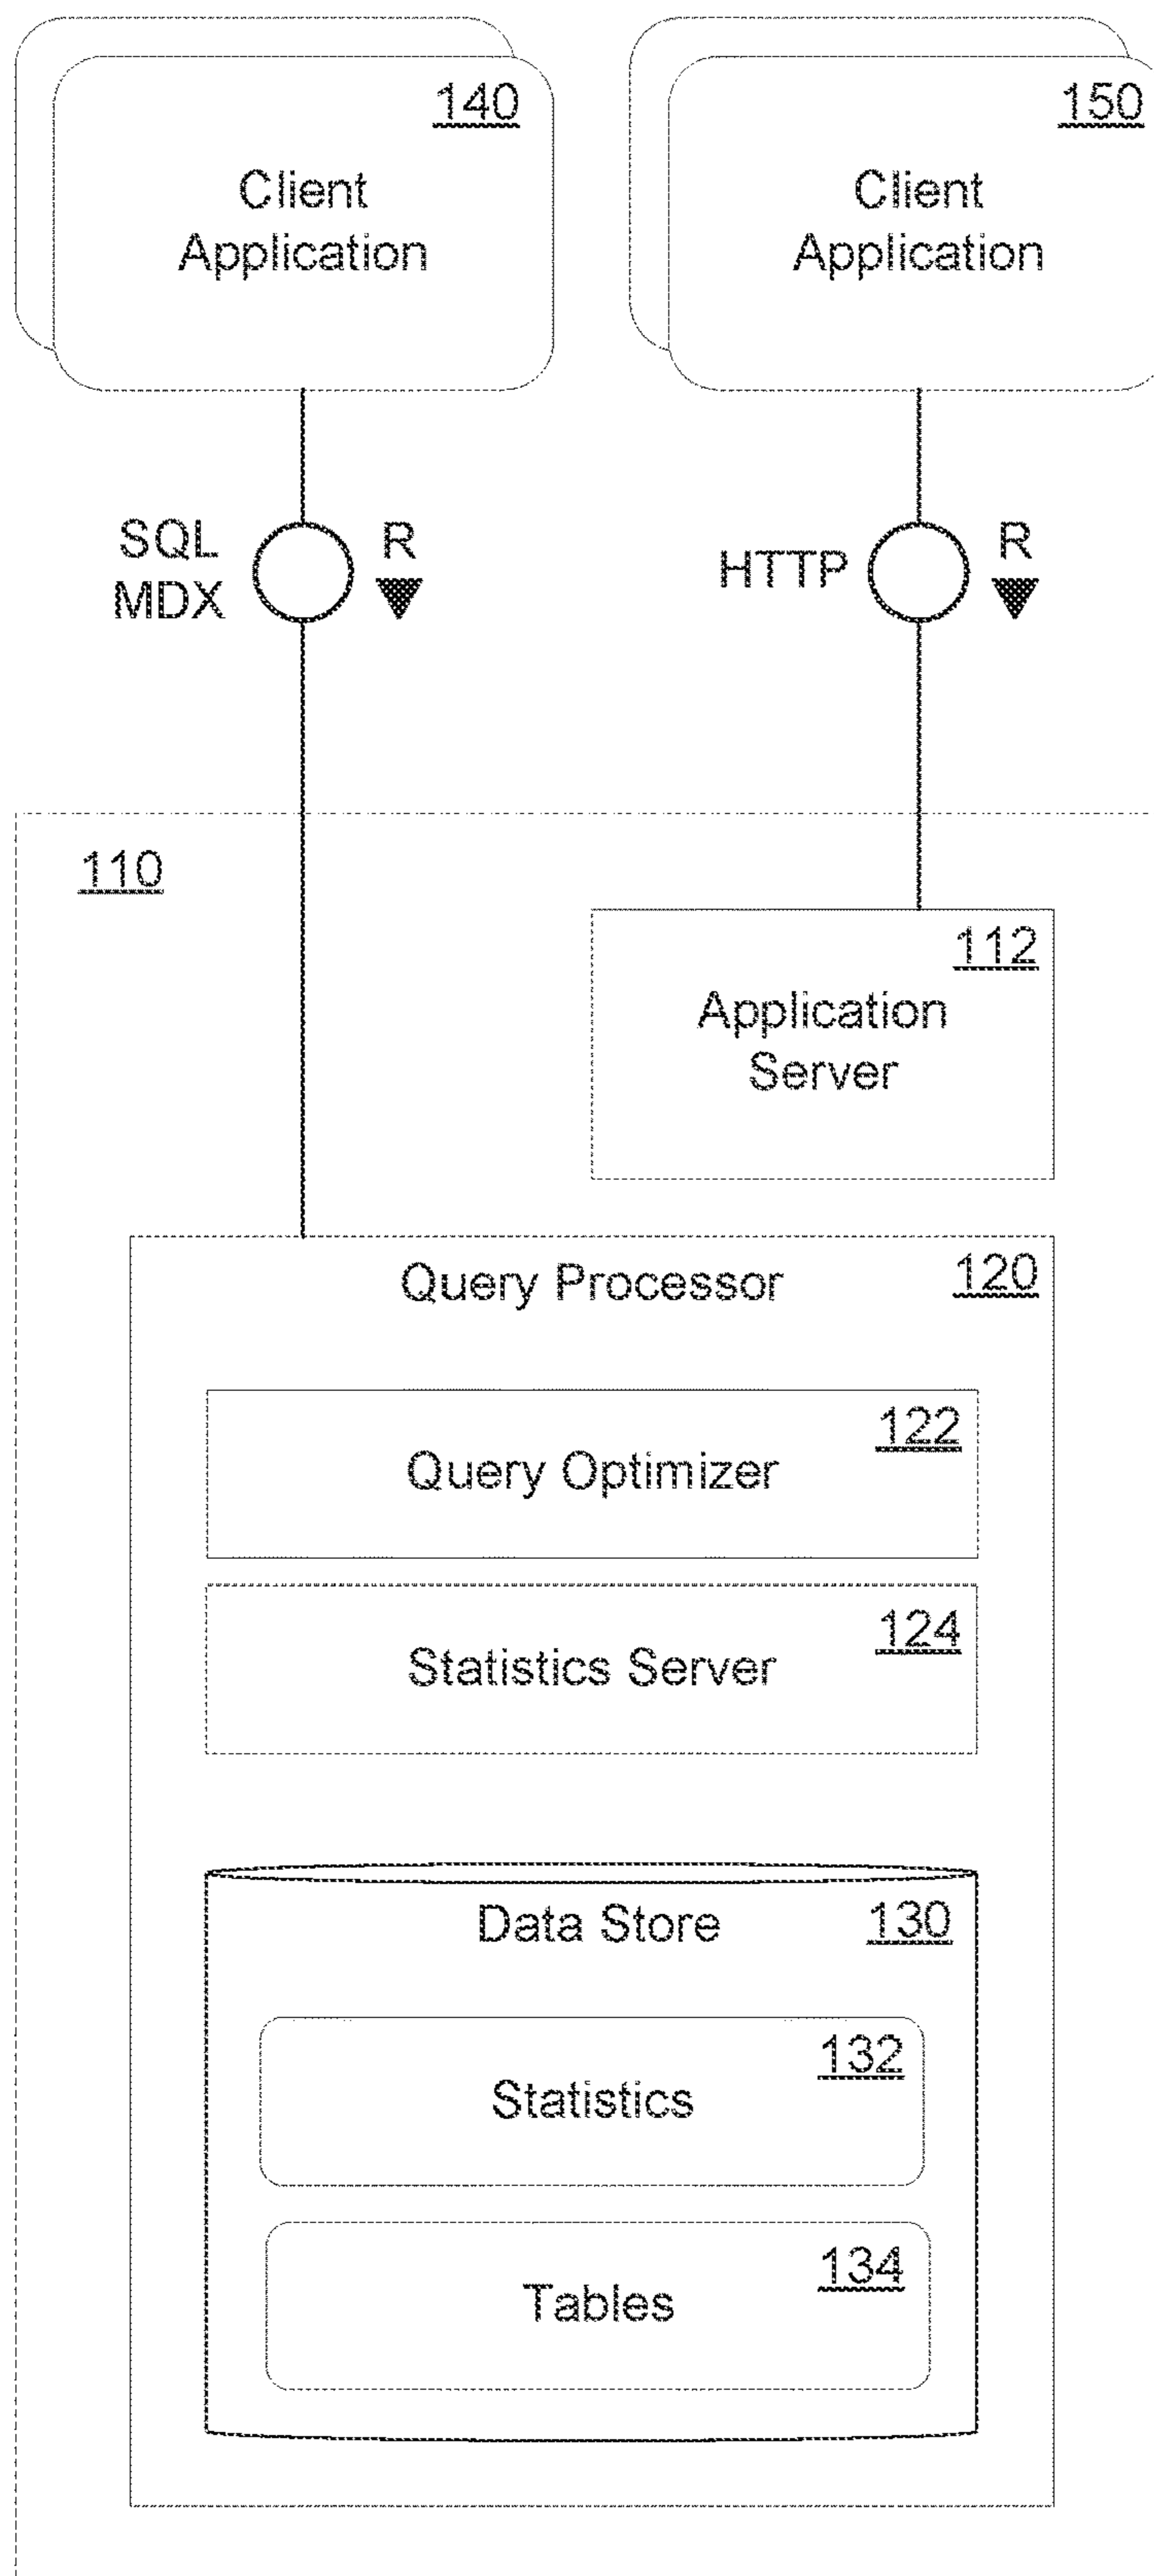 140
Client
Application
150
Client
Application
SQL
MDX
R
HTTP
R
110
112
Application
Server
Query Processor
120
122
Query Optimizer
124
Statistics Server
Data Store
130
132
Statistics
134
Tables